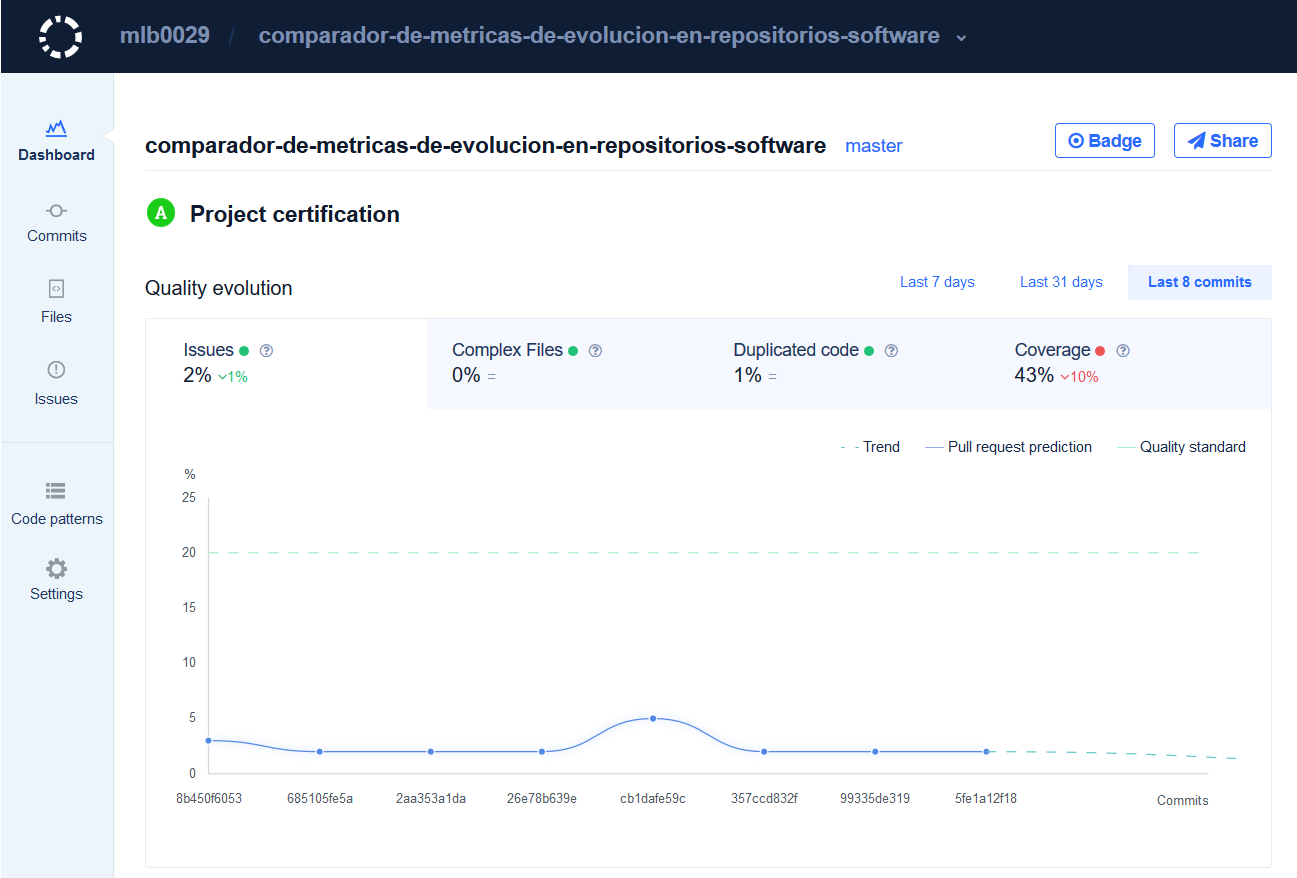 mlb0029 / comparador-de-metricas-de-evolucion-en-repositorios-software
Dashboard
Commits
Files
Issues
Code patterns
Settings
comparador-de-metricas-de-evolucion-en-repositorios-software master
Badge
Share
A Project certification
Quality evolution
Last 7 days
Last 31 days
Last 8 commits
Issues ?
2% 1%
Complex Files ?
0% =
Duplicated code ?
1% =
Coverage ?
43% 10%
- - Trend
Pull request prediction
Quality standard
%
25
20
15
10
5
0
8b450f6053 685105fe5a 2aa353a1da 26e78b639e cb1dafe59c 357ccd832f 99335de319 5fe1a12f18 Commits